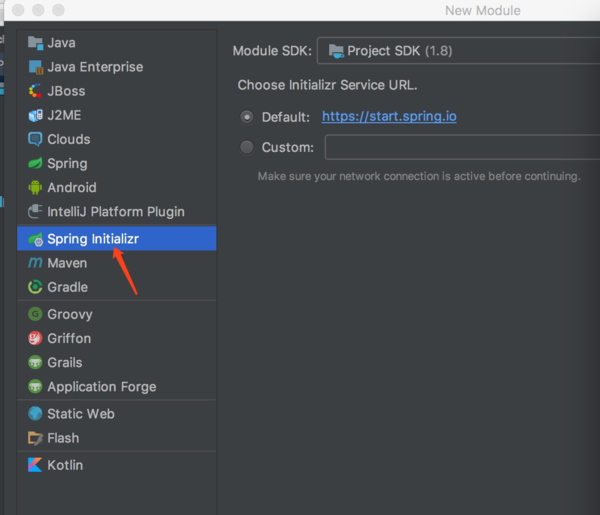 New Module
Java
Java Enterprise
JBoss
J2ME
Clouds
Spring
Android
IntelliJ Platform Plugin
Spring Initializr
Maven
Gradle
Groovy
Griffon
Grails
Application Forge
Static Web
Flash
Kotlin
Module SDK: Project SDK (1.8)
Choose Initializr Service URL.
Default: https://start.spring.io
Custom:
Make sure your network connection is active before continuing.